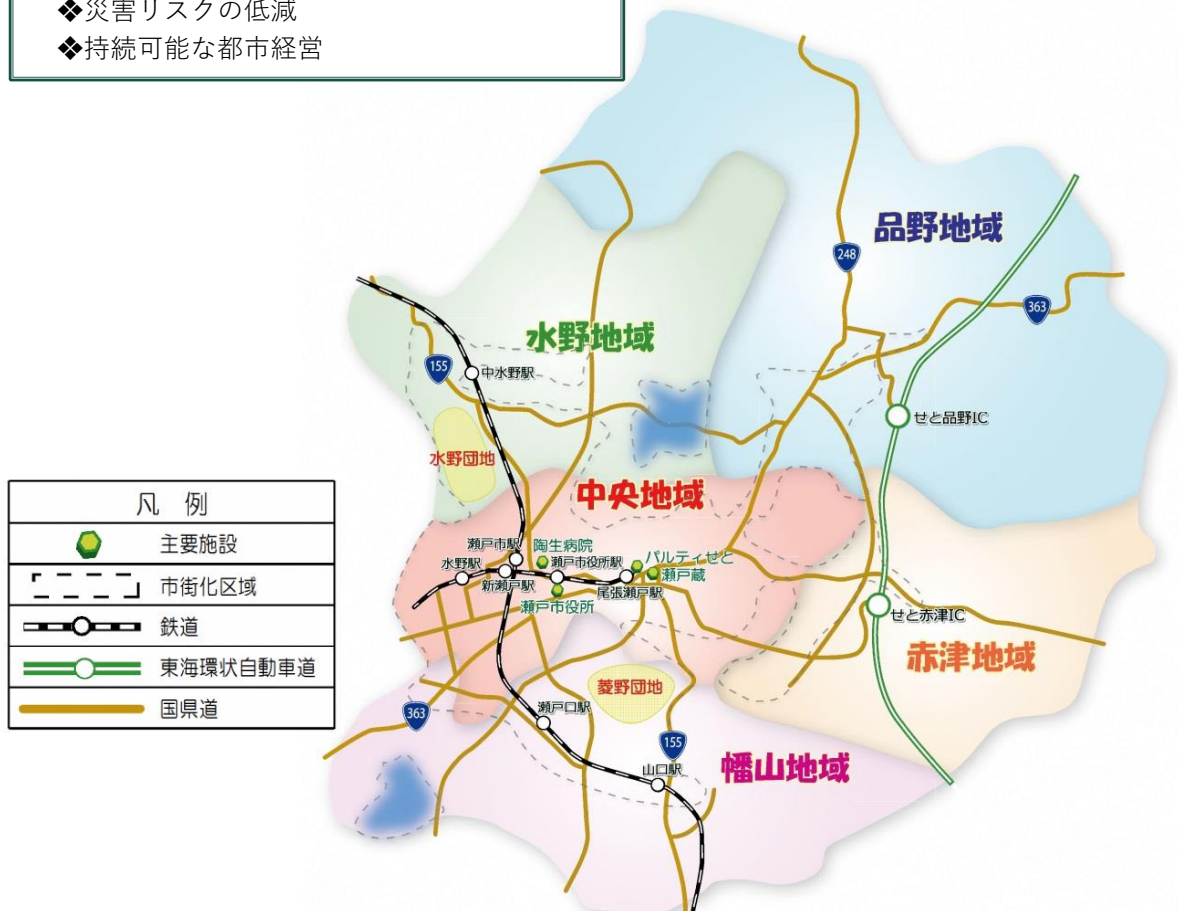 ❖災害リスクの低減
❖持続可能な都市経営
品野地域
248
363
水野地域
155
中水野駅
せと品野IC
水野団地
中央地域
瀬戸市駅
陶生病院
パルティせと
水野駅
瀬戸市役所駅
瀬戸蔵
新瀬戸駅
尾張瀬戸駅
瀬戸市役所
せと赤津IC
赤津地域
菱野団地
363
瀬戸口駅
155
山口駅
幡山地域
凡 例
主要施設
市街化区域
鉄道
東海環状自動車道
国県道